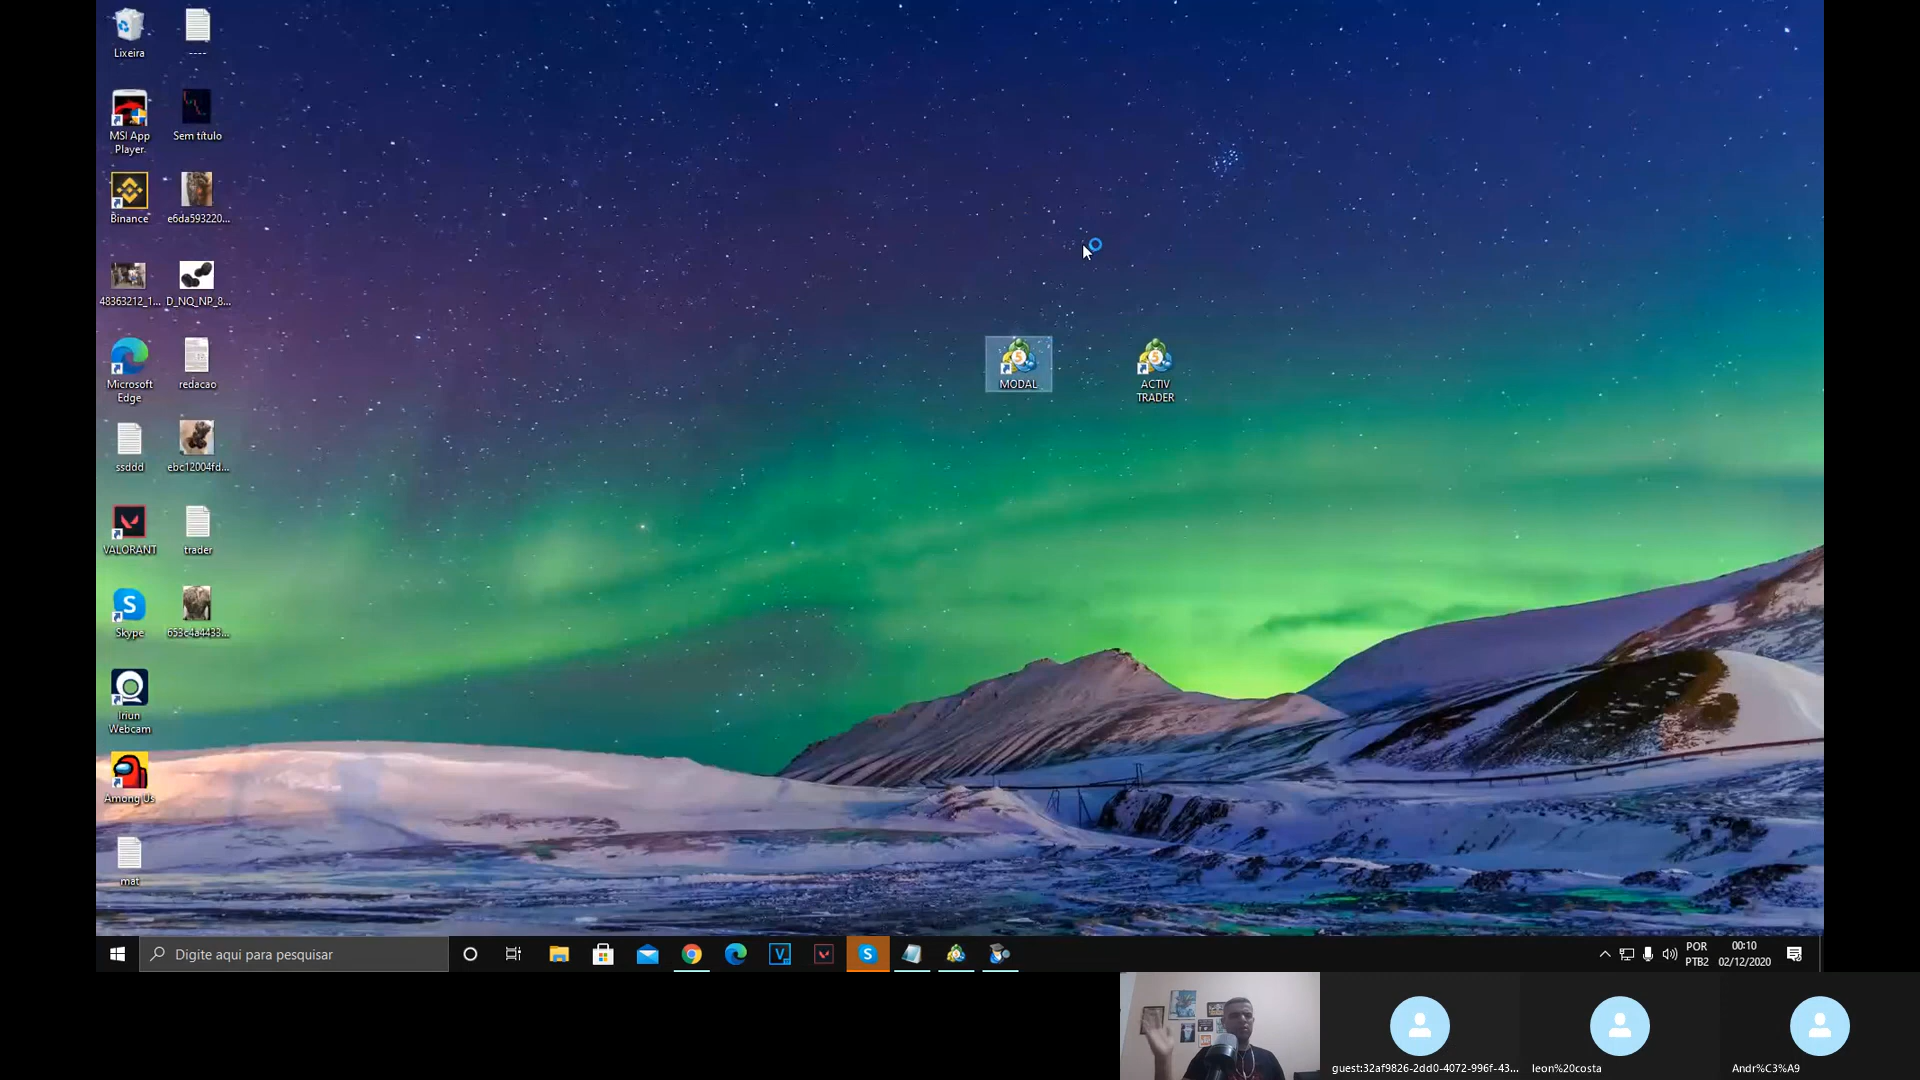 Lixeira
----
MSI App
Player
Sem título
Binance
e6da593220...
48363212_1...
D_NQ_NP_8...
Microsoft
Edge
redacao
ssddd
ebc12004fd...
VALORANT
trader
S
Skype
653c4a4433...
Iriun
Webcam
Among Us
mat
5
MODAL
5
ACTIV
TRADER
Digite aqui para pesquisar
V
S
POR
PTB2
00:10
02/12/2020
guest:32af9826-2dd0-4072-996f-43...
leon%20costa
Andr%C3%A9